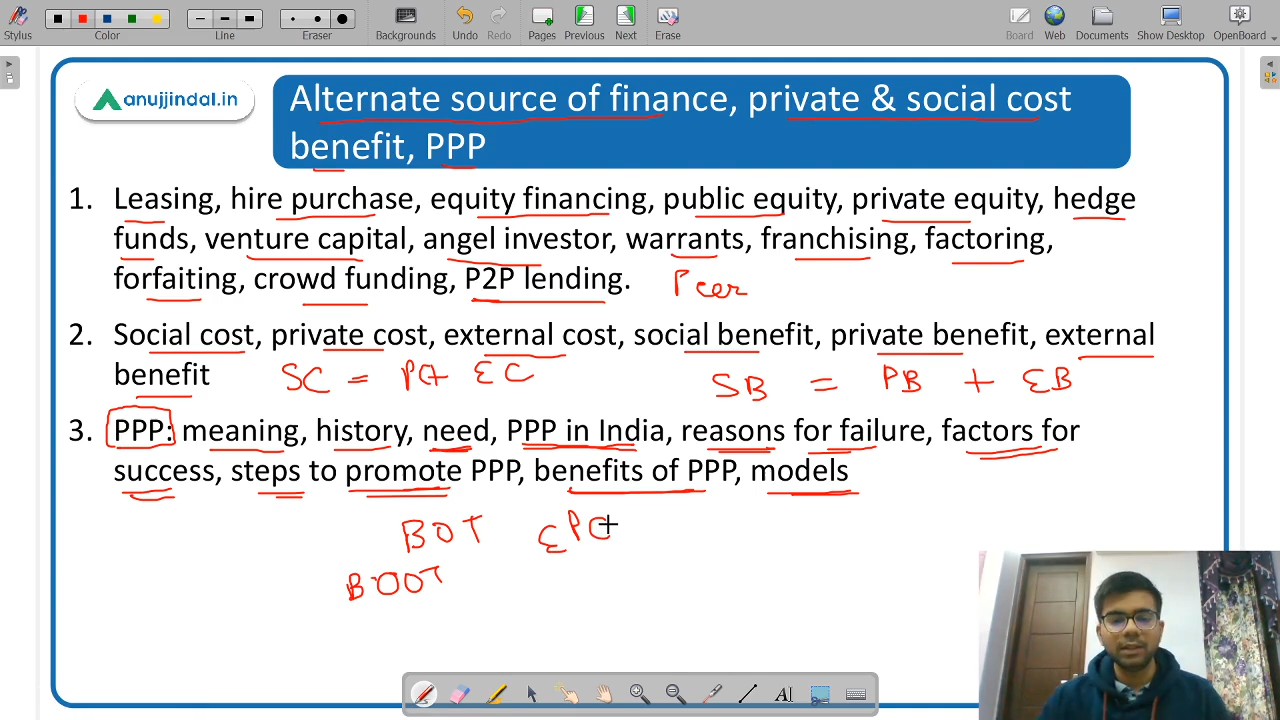 Stylus Color Line Eraser Backgrounds Undo Redo Pages Previous Next Erase Board Web Documents Show Desktop OpenBoard
anujjindal.in
Alternate source of finance, private & social cost
benefit, PPP
1. Leasing, hire purchase, equity financing, public equity, private equity, hedge
funds, venture capital, angel investor, warrants, franchising, factoring,
forfaiting, crowd funding, P2P lending.
Peer
2. Social cost, private cost, external cost, social benefit, private benefit, external
benefit
SC = PC+ EC SB = PB + EB
3. PPP: meaning, history, need, PPP in India, reasons for failure, factors for
success, steps to promote PPP, benefits of PPP, models
BOT EPC
BOOT
AI